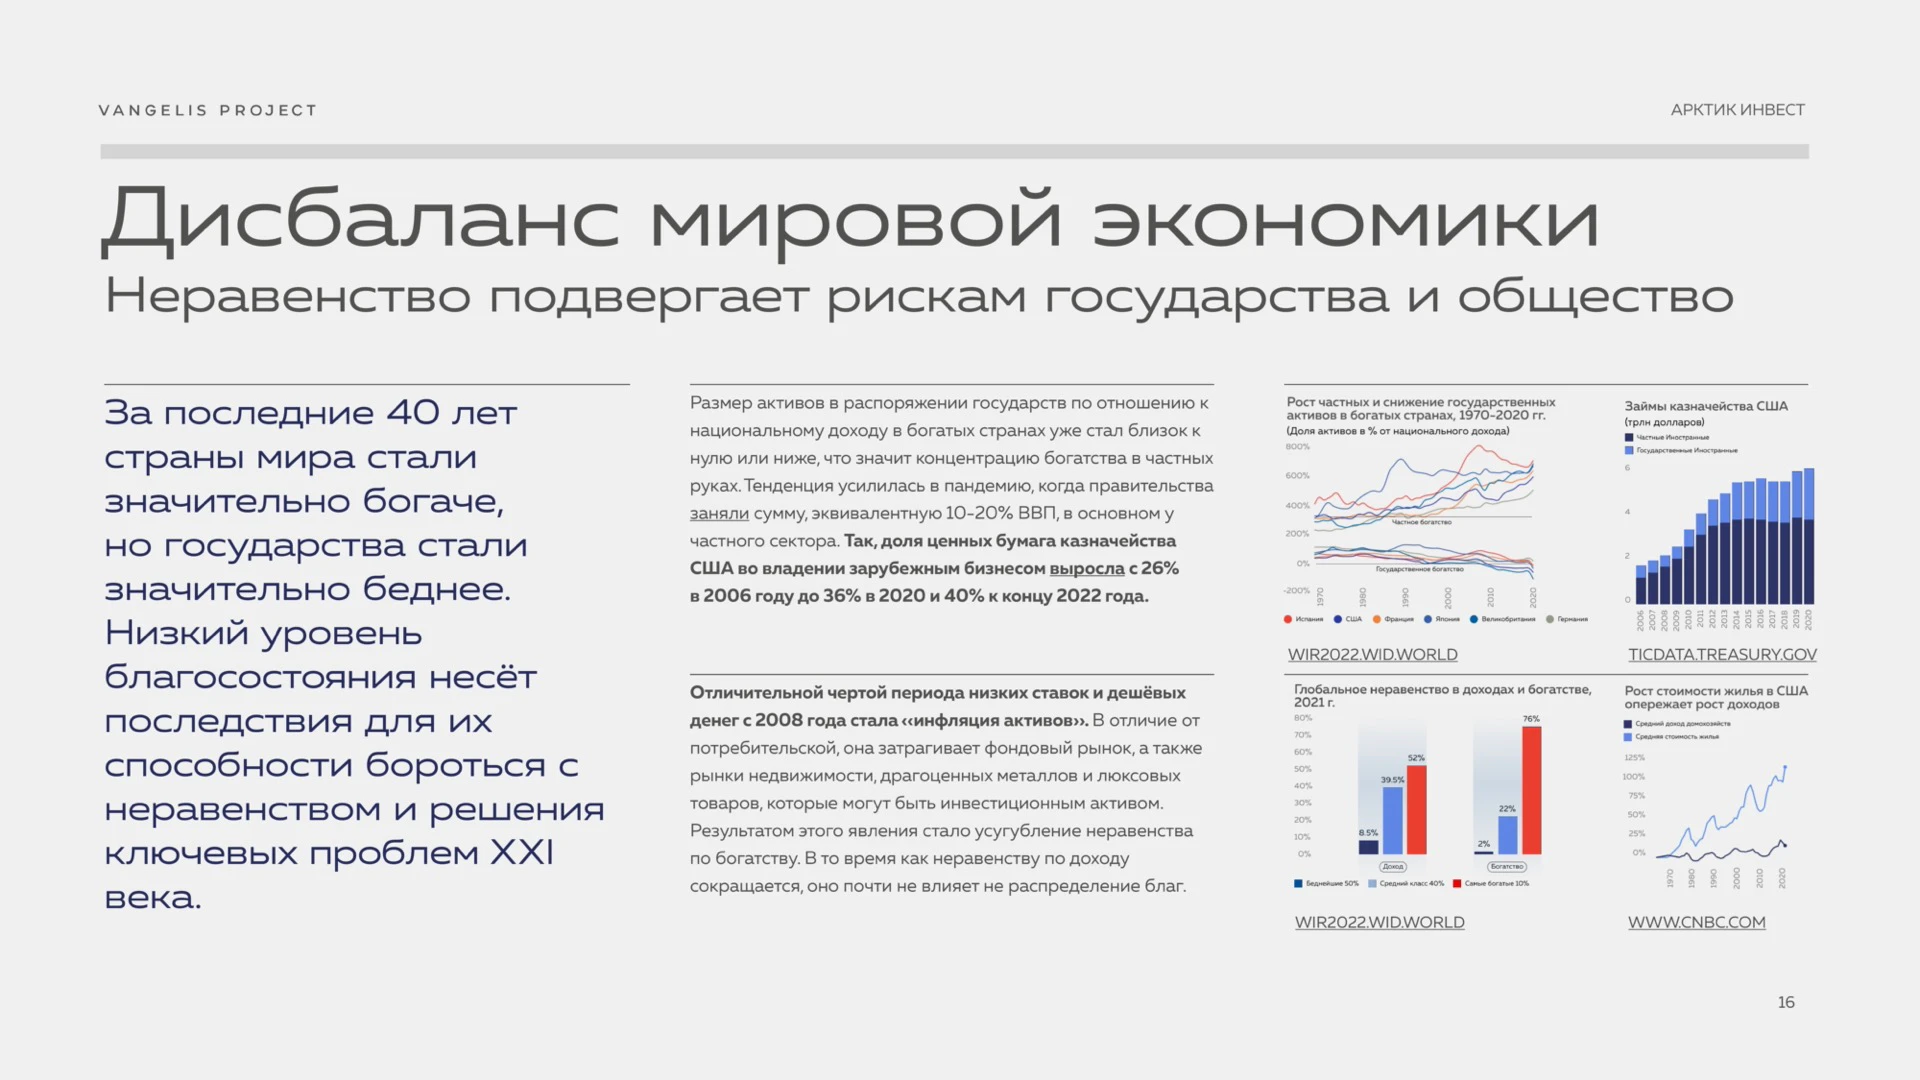 VANGELIS PROJECT
АРКТИК ИНВЕСТ
Дисбаланс мировой экономики
Неравенство подвергает рискам государства и общество
За последние 40 лет
страны мира стали
значительно богаче,
но государства стали
значительно беднее.
Низкий уровень
благосостояния несёт
последствия для их
способности бороться с
неравенством и решения
ключевых проблем XXI
века.
Размер активов в распоряжении государств по отношению к
национальному доходу в богатых странах уже стал близок к
нулю или ниже, что значит концентрацию богатства в частных
руках. Тенденция усилилась в пандемию, когда правительства
заняли сумму, эквивалентную 10-20% ВВП, в основном у
частного сектора. Так, доля ценных бумага казначейства
США во владении зарубежным бизнесом выросла с 26%
в 2006 году до 36% в 2020 и 40% к концу 2022 года.
Отличительной чертой периода низких ставок и дешёвых
денег с 2008 года стала ‹‹инфляция активов››. В отличие от
потребительской, она затрагивает фондовый рынок, а также
рынки недвижимости, драгоценных металлов и люксовых
товаров, которые могут быть инвестиционным активом.
Результатом этого явления стало усугубление неравенства
по богатству. В то время как неравенству по доходу
сокращается, оно почти не влияет не распределение благ.
Рост частных и снижение государственных
активов в богатых странах, 1970-2020 гг.
(Доля активов в % от национального дохода)
800%
600%
400%
200%
0%
-200%
Частное богатство
Государственное богатство
1970
1980
1990
2000
2010
2020
Испания
США
Франция
Япония
Великобритания
Германия
WIR2022.WID.WORLD
Займы казначейства США
(трлн долларов)
Частные Иностранные
Государственные Иностранные
6
4
2
0
2006
2007
2008
2009
2010
2011
2012
2013
2014
2015
2016
2017
2018
2019
2020
TICDATA.TREASURY.GOV
Глобальное неравенство в доходах и богатстве,
2021 г.
80%
70%
60%
50%
40%
30%
20%
10%
0%
8.5%
39.5%
52%
2%
22%
76%
Доход
Богатство
Беднейшие 50%
Средний класс 40%
Самые богатые 10%
WIR2022.WID.WORLD
Рост стоимости жилья в США
опережает рост доходов
Средний доход домохозяйств
Средняя стоимость жилья
125%
100%
75%
50%
25%
0%
1970
1980
1990
2000
2010
2020
WWW.CNBC.COM
16